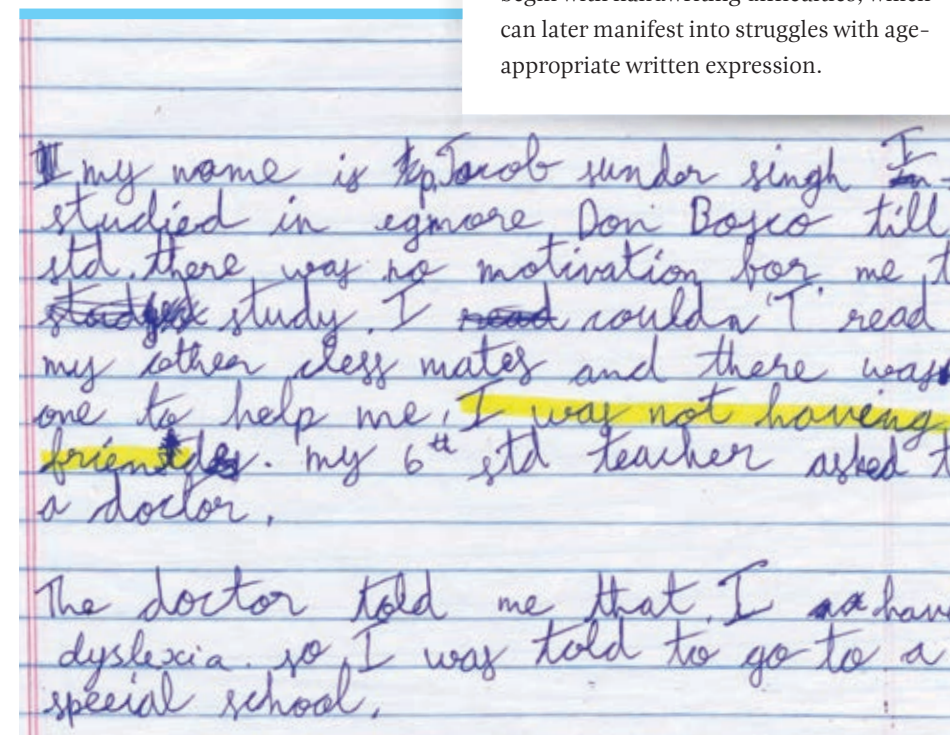 can later manifest into struggles with age-
appropriate written expression.
I my name is Jacob sunder singh I
studied in egmore Don Bosco till
std. there was no motivation for me t
study. I read couldn'T read
my other cless mates and there was
one to help me. I was not having
friends. my 6th std teacher asked t
a doctor.
The doctor told me that I have
dyslexia. so I was told to go to a
special school.